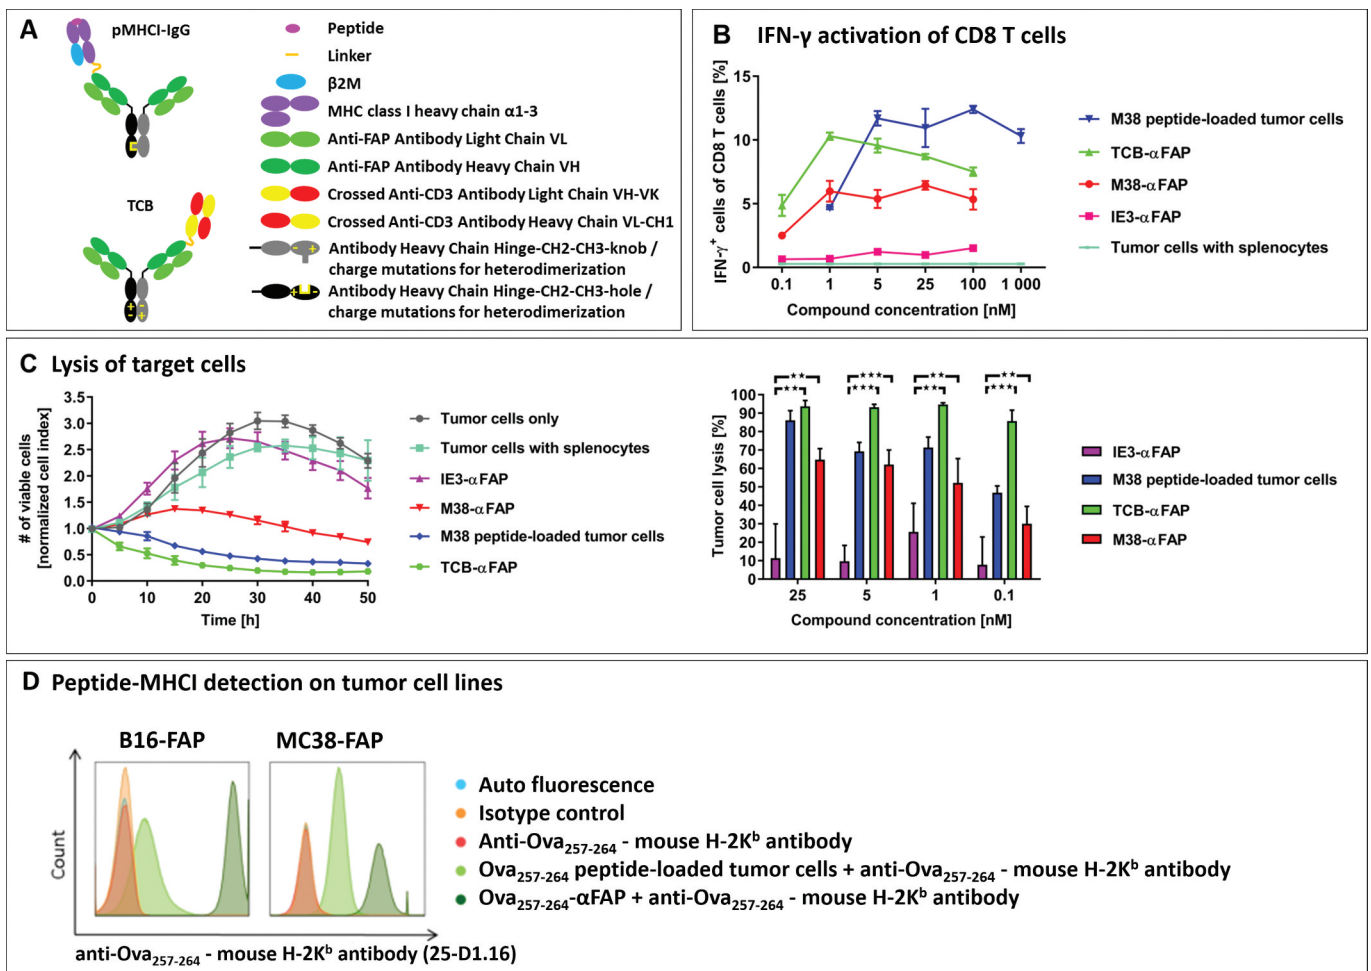 A
pMHCI-IgG
TCB
Peptide
Linker
β2M
MHC class I heavy chain α1-3
Anti-FAP Antibody Light Chain VL
Anti-FAP Antibody Heavy Chain VH
Crossed Anti-CD3 Antibody Light Chain VH-VK
Crossed Anti-CD3 Antibody Heavy Chain VL-CH1
Antibody Heavy Chain Hinge-CH2-CH3-knob /
charge mutations for heterodimerization
Antibody Heavy Chain Hinge-CH2-CH3-hole /
charge mutations for heterodimerization
B IFN-γ activation of CD8 T cells
IFN-γ⁺ cells of CD8 T cells [%]
15
10
5
0
0.1 1 5 25 100 1 000
Compound concentration [nM]
M38 peptide-loaded tumor cells
TCB-αFAP
M38-αFAP
IE3-αFAP
Tumor cells with splenocytes
C Lysis of target cells
# of viable cells
[normalized cell index]
3.5
3.0
2.5
2.0
1.5
1.0
0.5
0.0
0 10 20 30 40 50
Time [h]
Tumor cells only
Tumor cells with splenocytes
IE3-αFAP
M38-αFAP
M38 peptide-loaded tumor cells
TCB-αFAP
Tumor cell lysis [%]
100
90
80
70
60
50
40
30
20
10
0
★★ ★★★ ★★ ★★
★★ ★★★ ★★ ★★★
25 5 1 0.1
Compound concentration [nM]
IE3-αFAP
M38 peptide-loaded tumor cells
TCB-αFAP
M38-αFAP
D Peptide-MHCI detection on tumor cell lines
B16-FAP MC38-FAP
Count
anti-Ova₂₅₇₋₂₆₄ - mouse H-2Kᵇ antibody (25-D1.16)
Auto fluorescence
Isotype control
Anti-Ova₂₅₇₋₂₆₄ - mouse H-2Kᵇ antibody
Ova₂₅₇₋₂₆₄ peptide-loaded tumor cells + anti-Ova₂₅₇₋₂₆₄ - mouse H-2Kᵇ antibody
Ova₂₅₇₋₂₆₄-αFAP + anti-Ova₂₅₇₋₂₆₄ - mouse H-2Kᵇ antibody